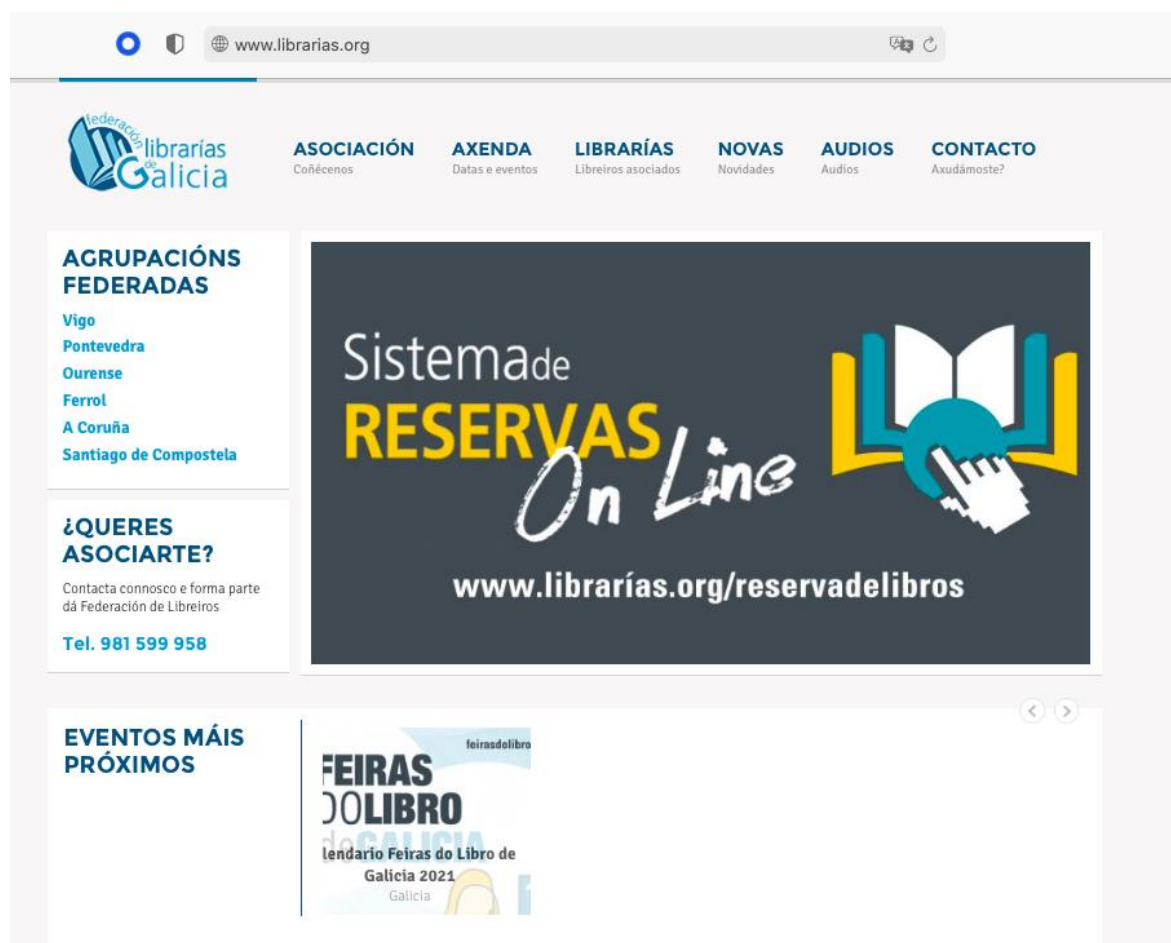 www.librarias.org
federación
librarías
de
Galicia
ASOCIACIÓN
Coñécenos
AXENDA
Datas e eventos
LIBRARÍAS
Libreiros asociados
NOVAS
Novidades
AUDIOS
Audios
CONTACTO
Axudámoste?
AGRUPACIÓNS
FEDERADAS
Vigo
Pontevedra
Ourense
Ferrol
A Coruña
Santiago de Compostela
Sistema de
RESERVAS
On Line
www.librarías.org/reservadelibros
¿QUERES
ASOCIARTE?
Contacta connosco e forma parte
dá Federación de Libreiros
Tel. 981 599 958
EVENTOS MÁIS
PRÓXIMOS
feirasdolibro
FEIRAS
DOLIBRO
deGALICIA
lendario Feiras do Libro de
Galicia 2021
Galicia